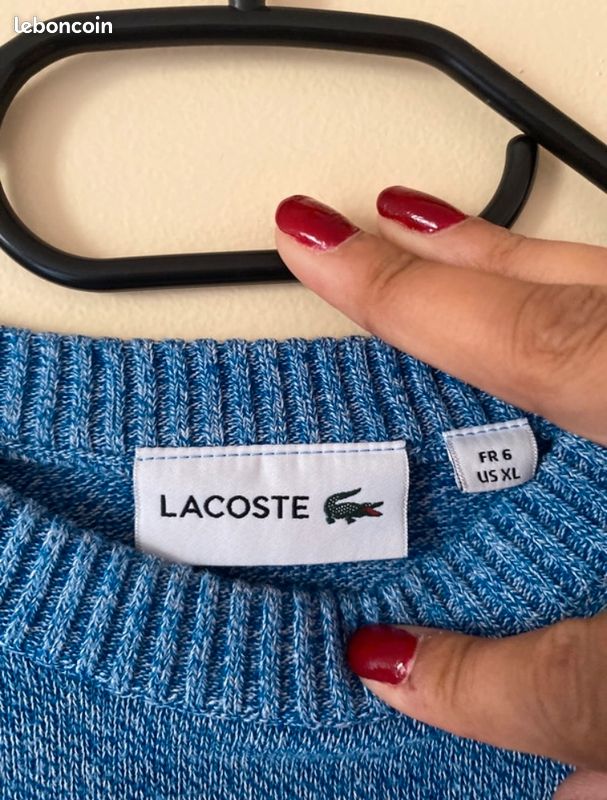 leboncoin
LACOSTE
FR 6
US XL